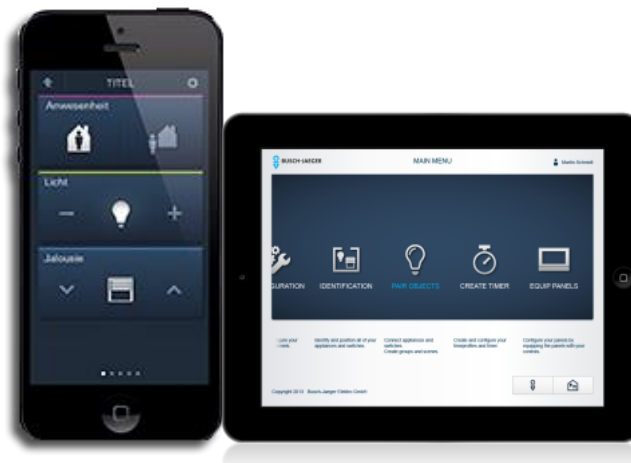 TITEL
Anwesenheit
Licht
Jalousie
BUSCH-JAEGER
MAIN MENU
Martin Schmidt
GURATION
IDENTIFICATION
PAIR OBJECTS
CREATE TIMER
EQUIP PANELS
ure your
Identify and position all of your
appliances and switches.
Connect appliances and
switches.
Create groups and scenes.
Create and configure your
timeprofiles and timer.
Configure your panels by
equipping the panels with your
controls.
Copyright 2013 Busch-Jaeger Elektro GmbH